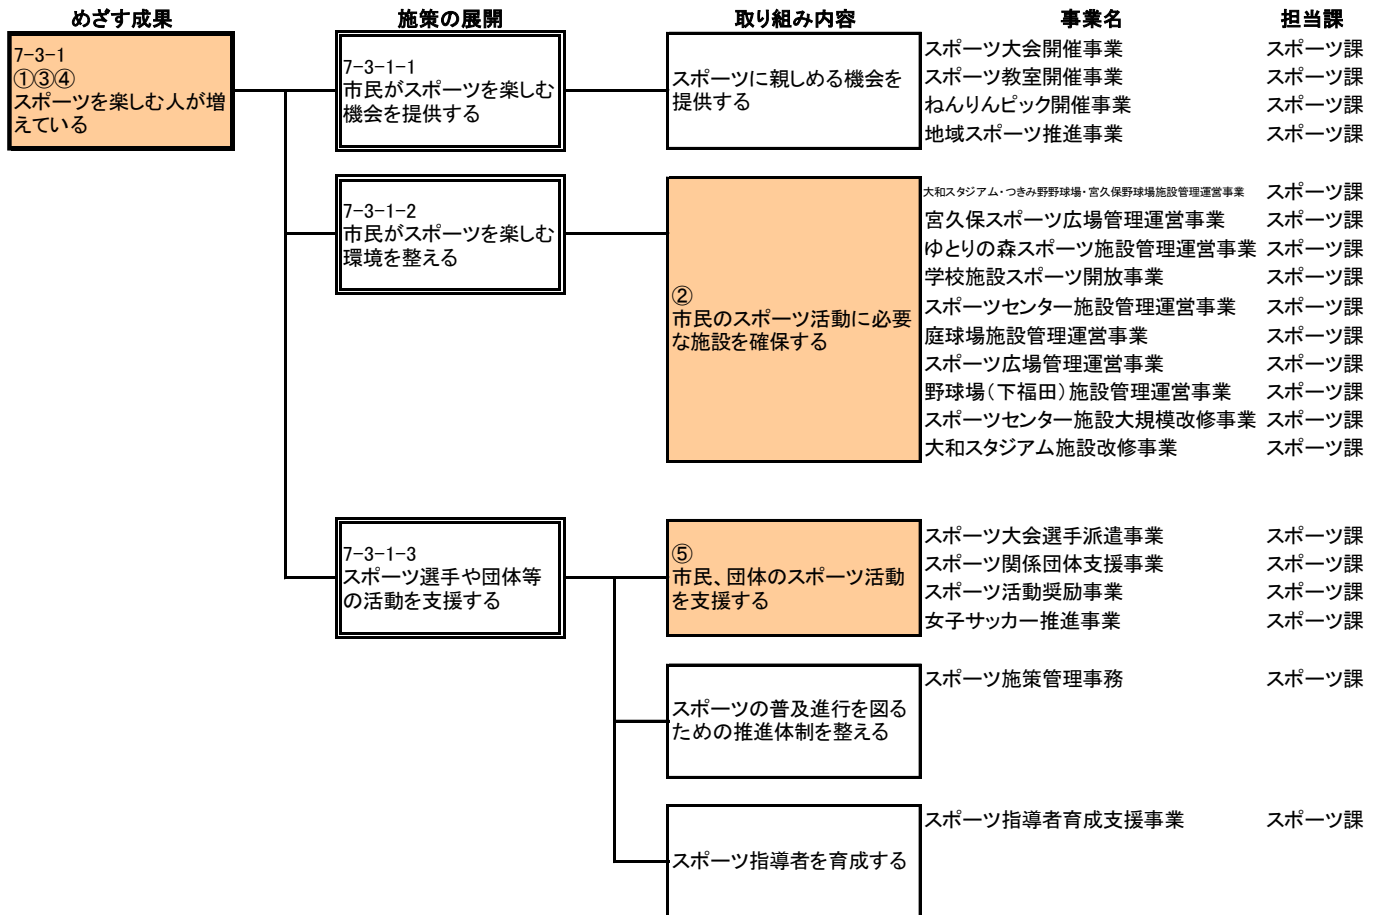 めざす成果
施策の展開
取り組み内容
事業名
担当課
7-3-1
①③④
スポーツを楽しむ人が増
えている
7-3-1-1
市民がスポーツを楽しむ
機会を提供する
スポーツに親しめる機会を
提供する
スポーツ大会開催事業 スポーツ課
スポーツ教室開催事業 スポーツ課
ねんりんピック開催事業 スポーツ課
地域スポーツ推進事業 スポーツ課
7-3-1-2
市民がスポーツを楽しむ
環境を整える
②
市民のスポーツ活動に必要
な施設を確保する
大和スタジアム・つきみ野野球場・宮久保野球場施設管理運営事業 スポーツ課
宮久保スポーツ広場管理運営事業 スポーツ課
ゆとりの森スポーツ施設管理運営事業 スポーツ課
学校施設スポーツ開放事業 スポーツ課
スポーツセンター施設管理運営事業 スポーツ課
庭球場施設管理運営事業 スポーツ課
スポーツ広場管理運営事業 スポーツ課
野球場(下福田)施設管理運営事業 スポーツ課
スポーツセンター施設大規模改修事業 スポーツ課
大和スタジアム施設改修事業 スポーツ課
7-3-1-3
スポーツ選手や団体等
の活動を支援する
⑤
市民、団体のスポーツ活動
を支援する
スポーツ大会選手派遣事業 スポーツ課
スポーツ関係団体支援事業 スポーツ課
スポーツ活動奨励事業 スポーツ課
女子サッカー推進事業 スポーツ課
スポーツの普及進行を図る
ための推進体制を整える
スポーツ施策管理事務 スポーツ課
スポーツ指導者を育成する
スポーツ指導者育成支援事業 スポーツ課